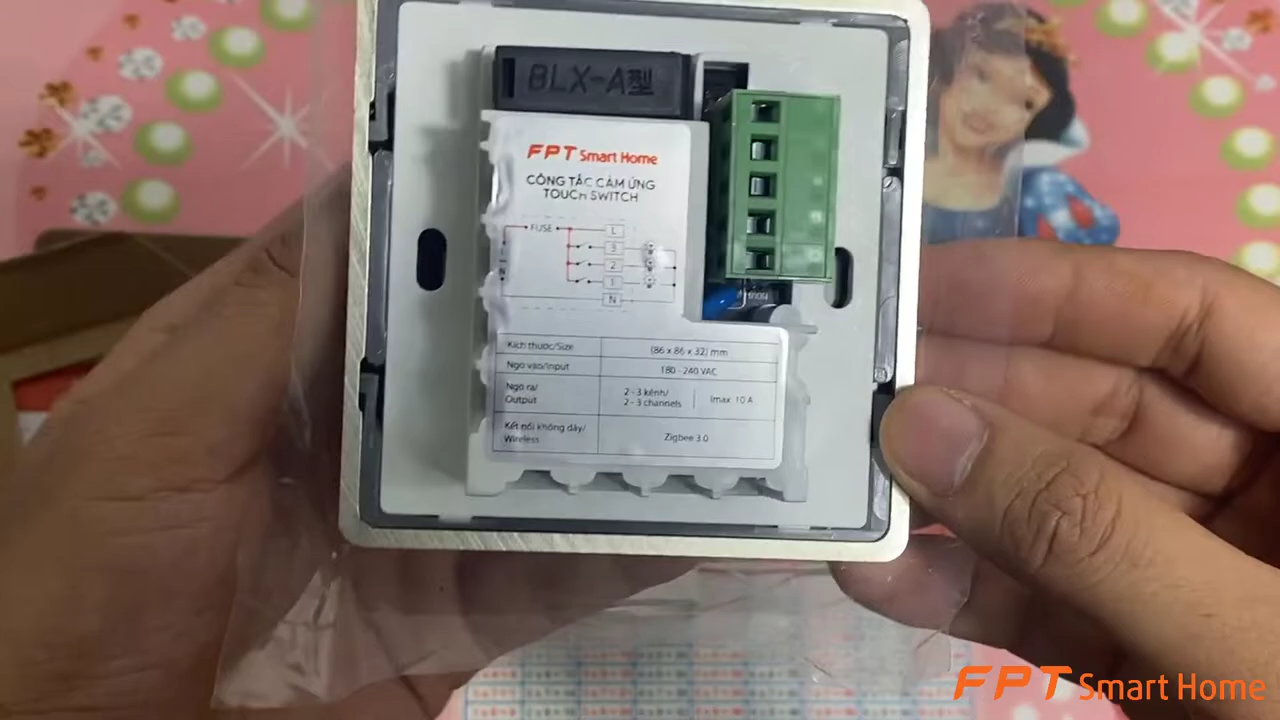 BLX-A型
FPT Smart Home
CÔNG TẮC CẢM ỨNG
TOUCH SWITCH
FUSE
L
3
2
1
N
Kích thước/Size
(86 x 86 x 32) mm
Ngõ vào/Input
180 - 240 VAC
Ngõ ra/
Output
2 - 3 kênh/
2 - 3 channels
Imax 10 A
Kết nối không dây/
Wireless
Zigbee 3.0
FPT Smart Home